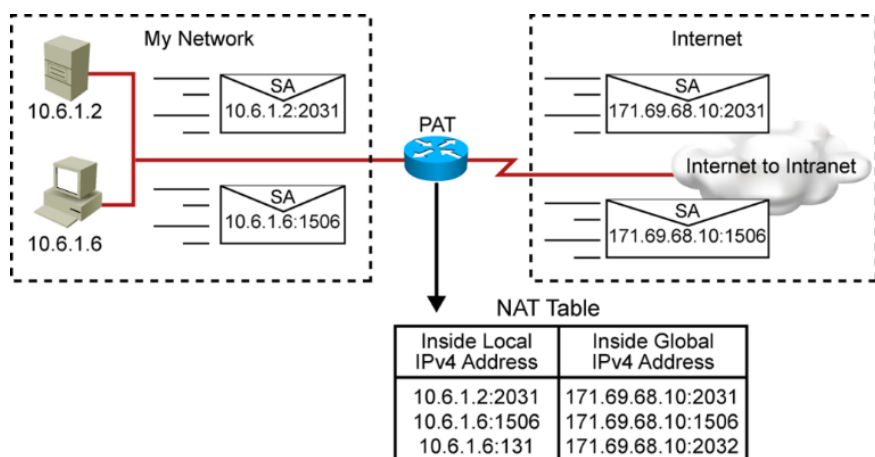 My Network
Internet
10.6.1.2
SA
10.6.1.2:2031
SA
171.69.68.10:2031
PAT
Internet to Intranet
10.6.1.6
SA
10.6.1.6:1506
SA
171.69.68.10:1506
NAT Table
Inside Local
IPv4 Address
Inside Global
IPv4 Address
10.6.1.2:2031
171.69.68.10:2031
10.6.1.6:1506
171.69.68.10:1506
10.6.1.6:131
171.69.68.10:2032